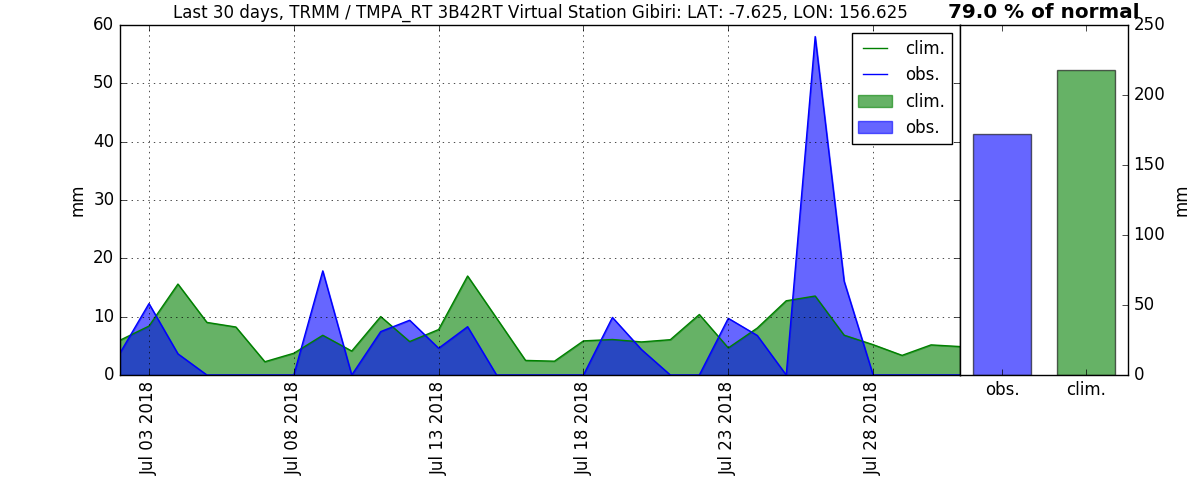 Last 30 days, TRMM / TMPA_RT 3B42RT Virtual Station Gibiri: LAT: -7.625, LON: 156.625
79.0 % of normal
60
50
40
30
20
10
0
mm
clim.
obs.
clim.
obs.
Jul 03 2018
Jul 08 2018
Jul 13 2018
Jul 18 2018
Jul 23 2018
Jul 28 2018
250
200
150
100
50
0
mm
obs.
clim.